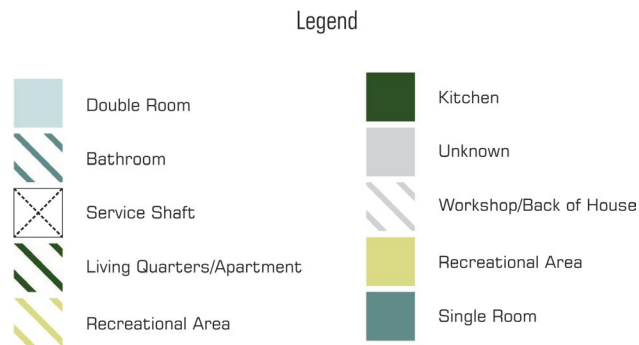 Legend
Double Room
Bathroom
Service Shaft
Living Quarters/Apartment
Recreational Area
Kitchen
Unknown
Workshop/Back of House
Recreational Area
Single Room